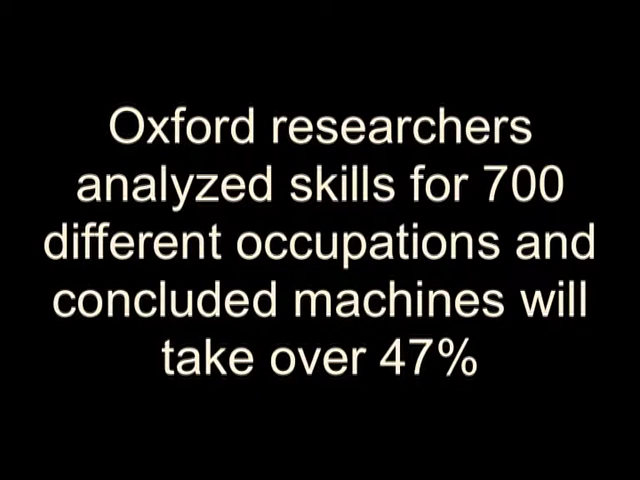 Oxford researchers
analyzed skills for 700
different occupations and
concluded machines will
take over 47%